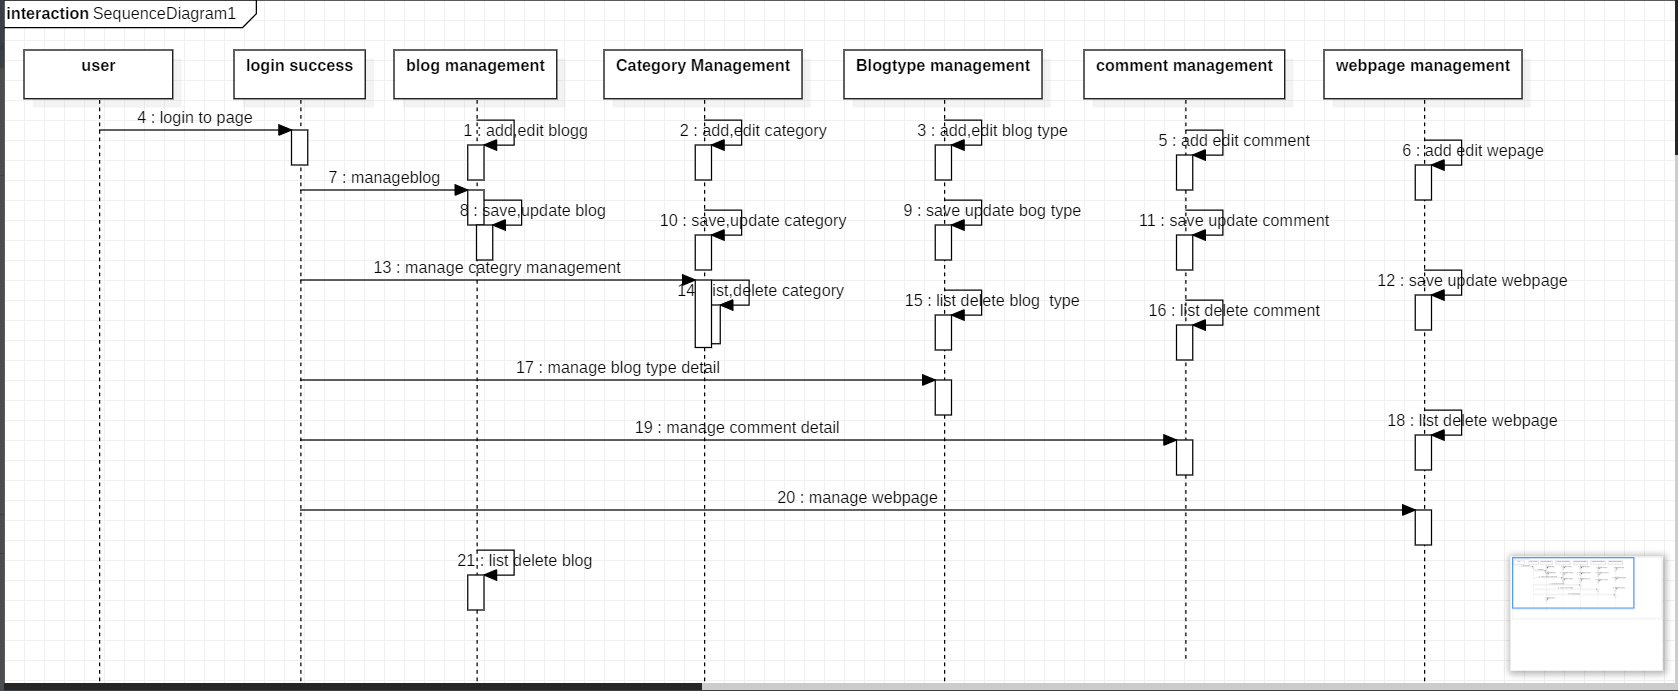 interaction SequenceDiagram1
user
login success
blog management
Category Management
Blogtype management
comment management
webpage management
4 : login to page
1 : add,edit blogg
2 : add,edit category
3 : add,edit blog type
5 : add edit comment
6 : add edit wepage
7 : manageblog
8 : save,update blog
10 : save,update category
9 : save update bog type
11 : save update comment
13 : manage categry management
14 ist,delete category
15 : list delete blog type
16 : list delete comment
12 : save update webpage
17 : manage blog type detail
19 : manage comment detail
18 : list delete webpage
20 : manage webpage
21 : list delete blog